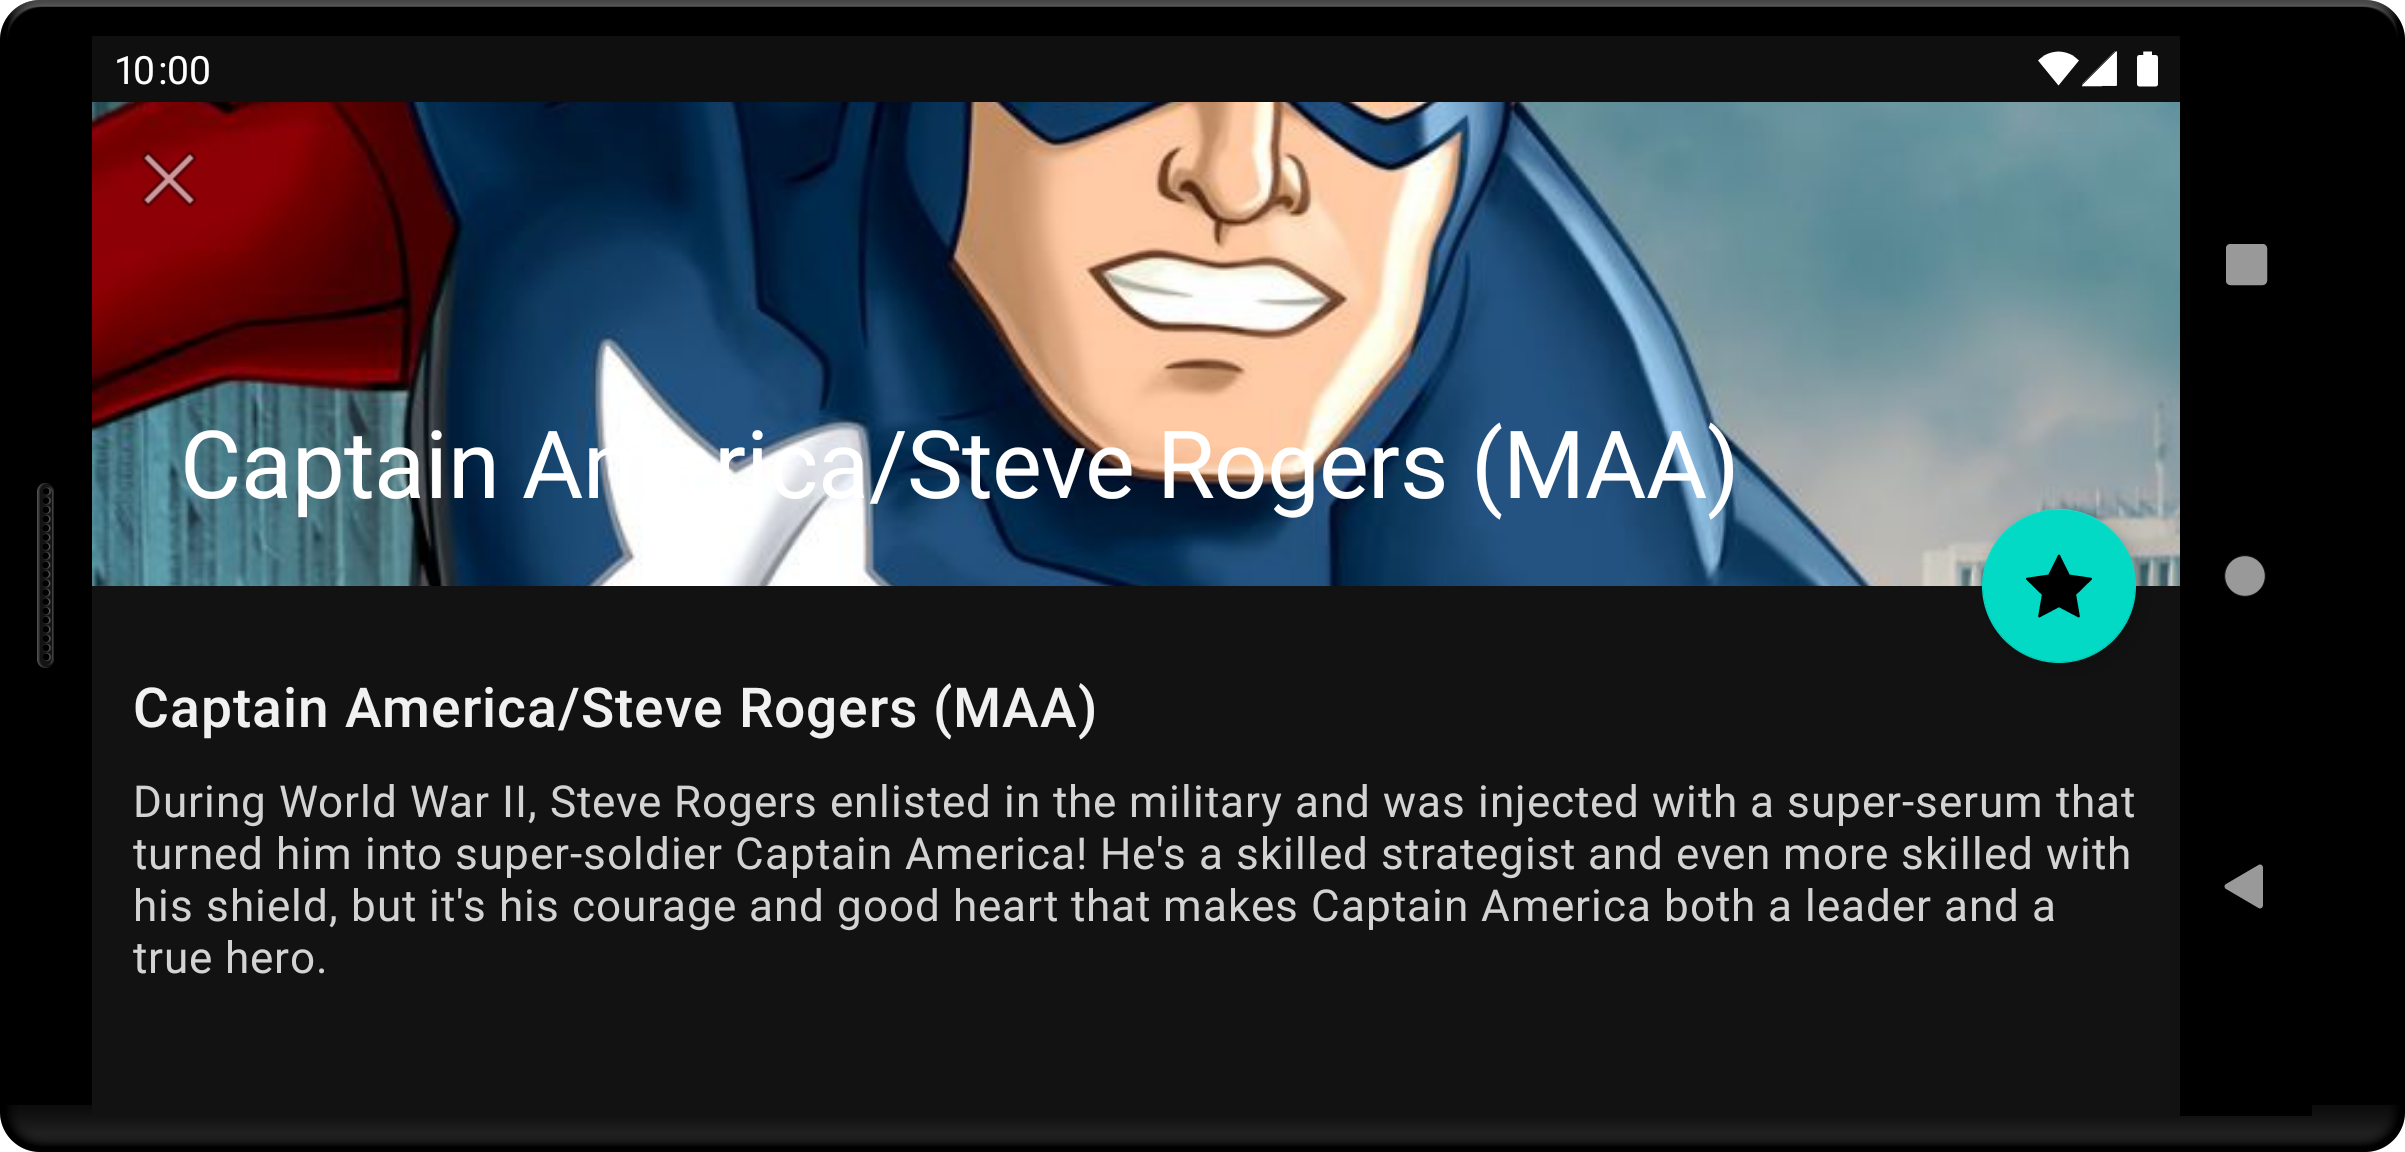 10:00
Captain America/Steve Rogers (MAA)
Captain America/Steve Rogers (MAA)
During World War II, Steve Rogers enlisted in the military and was injected with a super-serum that
turned him into super-soldier Captain America! He's a skilled strategist and even more skilled with
his shield, but it's his courage and good heart that makes Captain America both a leader and a
true hero.